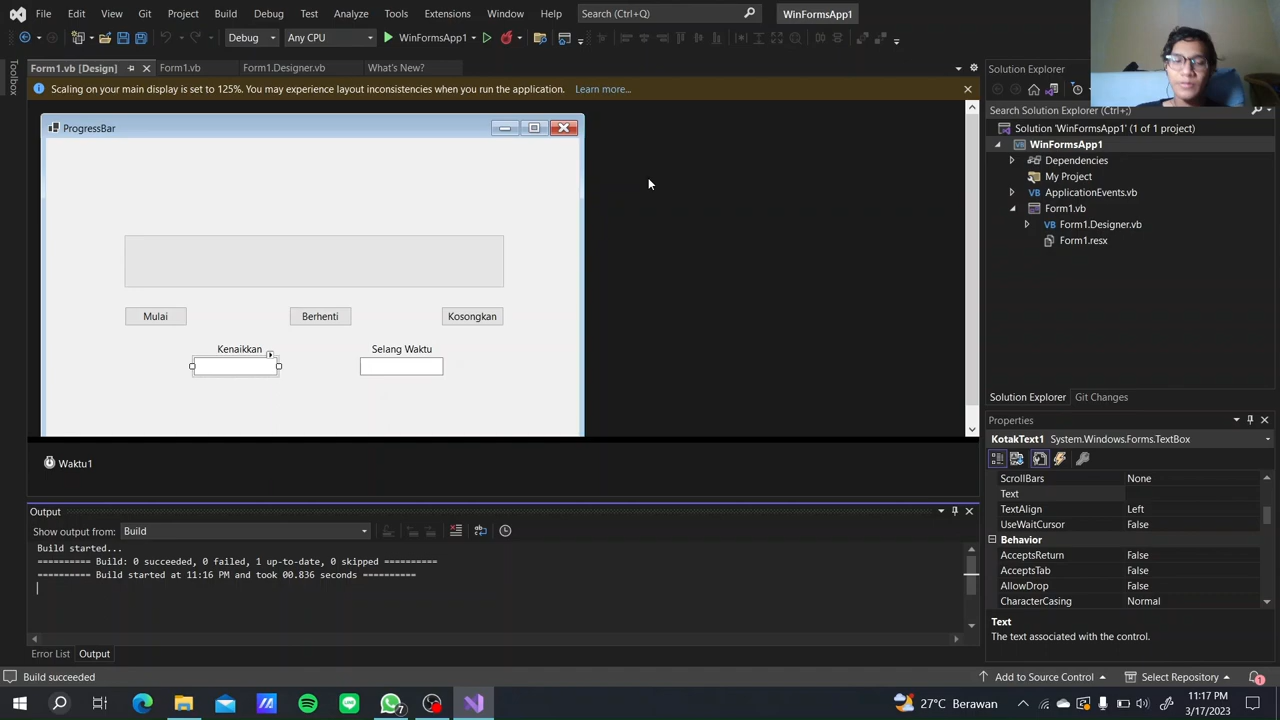 File Edit View Git Project Build Debug Test Analyze Tools Extensions Window Help Search (Ctrl+Q) WinFormsApp1
Debug Any CPU WinFormsApp1
Form1.vb [Design] Form1.vb Form1.Designer.vb What's New?
Scaling on your main display is set to 125%. You may experience layout inconsistencies when you run the application. Learn more...
ProgressBar
Mulai Berhenti Kosongkan
Kenaikkan Selang Waktu
Waktu1
Toolbox
Output
Show output from: Build
Build started...
========== Build: 0 succeeded, 0 failed, 1 up-to-date, 0 skipped ==========
========== Build started at 11:16 PM and took 00.836 seconds ==========
Error List Output
Solution Explorer
Search Solution Explorer (Ctrl+;)
Solution 'WinFormsApp1' (1 of 1 project)
WinFormsApp1
Dependencies
My Project
ApplicationEvents.vb
Form1.vb
Form1.Designer.vb
Form1.resx
Solution Explorer Git Changes
Properties
KotakText1 System.Windows.Forms.TextBox
ScrollBars None
Text
TextAlign Left
UseWaitCursor False
Behavior
AcceptsReturn False
AcceptsTab False
AllowDrop False
CharacterCasing Normal
Text
The text associated with the control.
Build succeeded Add to Source Control Select Repository 1
7 27°C Berawan 11:17 PM
3/17/2023